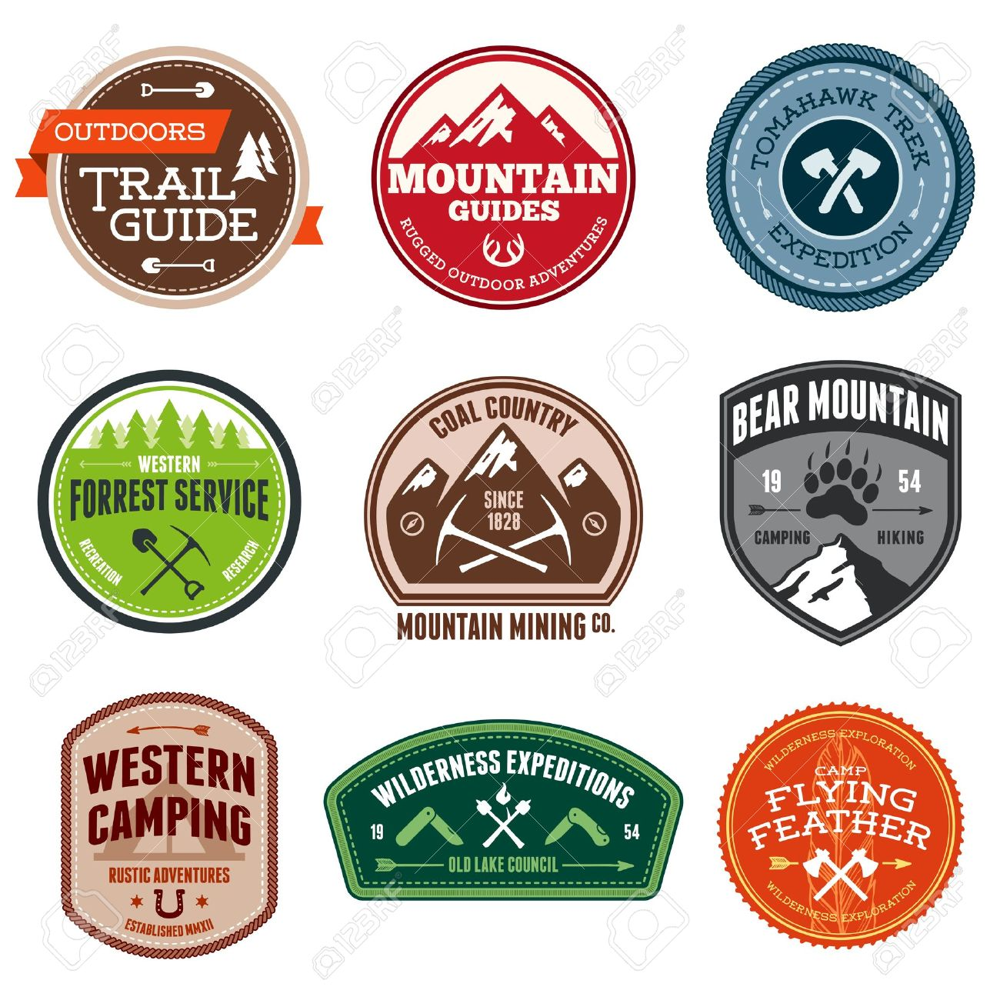 OUTDOORS
TRAIL
GUIDE
MOUNTAIN
GUIDES
RUGGED OUTDOOR ADVENTURES
TOMAHAWK TREK
EXPEDITION
WESTERN
FORREST SERVICE
RECREATION
RESEARCH
COAL COUNTRY
SINCE
1828
MOUNTAIN MINING CO.
BEAR MOUNTAIN
19 54
CAMPING HIKING
WESTERN
CAMPING
RUSTIC ADVENTURES
ESTABLISHED MMXII
WILDERNESS EXPEDITIONS
19 54
OLD LAKE COUNCIL
WILDERNESS EXPLORATION
CAMP
FLYING
FEATHER
WILDERNESS EXPLORATION
©123RF